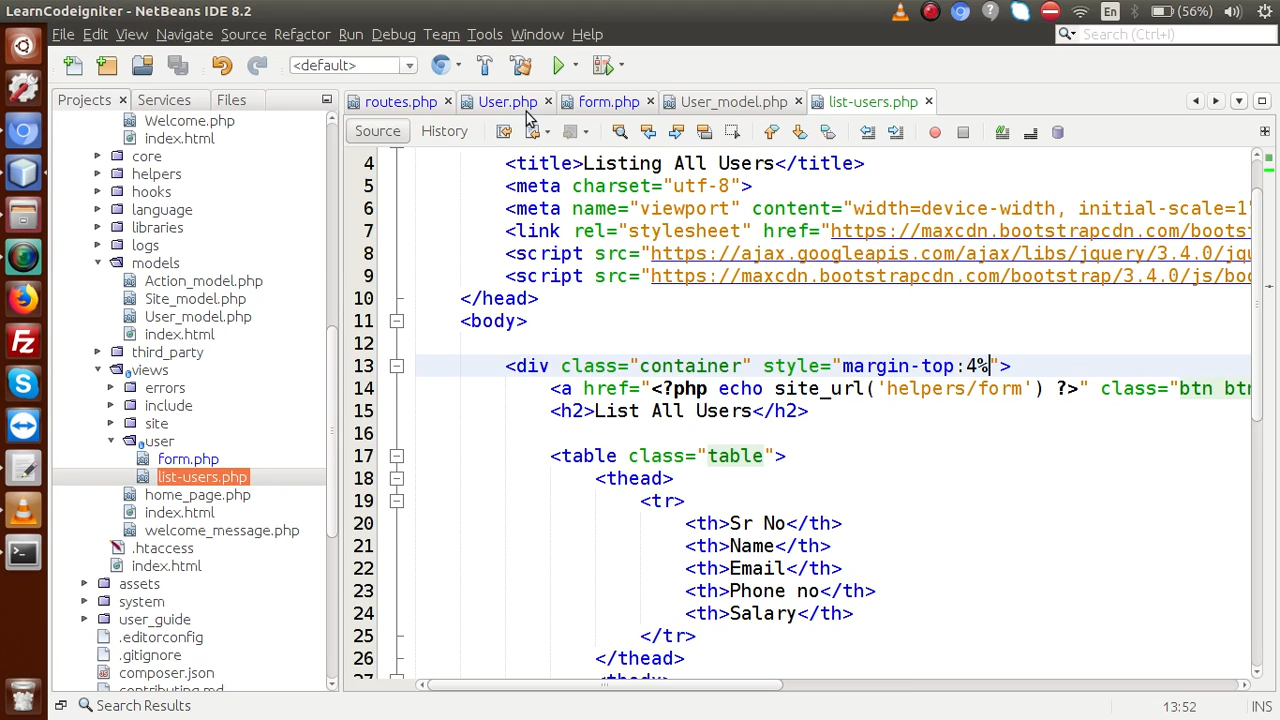 LearnCodeigniter - NetBeans IDE 8.2
En (56%)
File Edit View Navigate Source Refactor Run Debug Team Tools Window Help
Search (Ctrl+I)
<default>
Projects Services Files
routes.php User.php form.php User_model.php list-users.php
Source History
Welcome.php
index.html
core
helpers
hooks
language
libraries
logs
models
Action_model.php
Site_model.php
User_model.php
index.html
third_party
views
errors
include
site
user
form.php
list-users.php
home_page.php
index.html
welcome_message.php
.htaccess
index.html
assets
system
user_guide
.editorconfig
.gitignore
composer.json
contributing.md
4 <title>Listing All Users</title>
5 <meta charset="utf-8">
6 <meta name="viewport" content="width=device-width, initial-scale=1"
7 <link rel="stylesheet" href="https://maxcdn.bootstrapcdn.com/bootst
8 <script src="https://ajax.googleapis.com/ajax/libs/jquery/3.4.0/jqu
9 <script src="https://maxcdn.bootstrapcdn.com/bootstrap/3.4.0/js/boo
10 </head>
11 <body>
12
13 <div class="container" style="margin-top:4%">
14 <a href="<?php echo site_url('helpers/form') ?>" class="btn btn
15 <h2>List All Users</h2>
16
17 <table class="table">
18 <thead>
19 <tr>
20 <th>Sr No</th>
21 <th>Name</th>
22 <th>Email</th>
23 <th>Phone no</th>
24 <th>Salary</th>
25 </tr>
26 </thead>
27 <tbody>
Search Results
13:52 INS